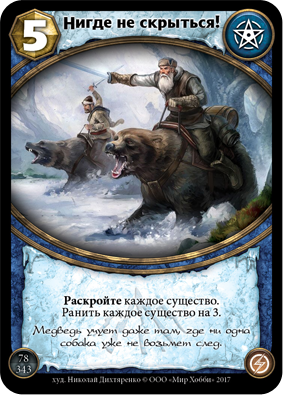 Нигде не скрыться!
5
Раскройте каждое существо.
Ранить каждое существо на 3.
Медведь учует даже там, где ни одна
собака уже не возьмет след.
78
343
худ. Николай Дихтяренко © ООО «Мир Хобби» 2017